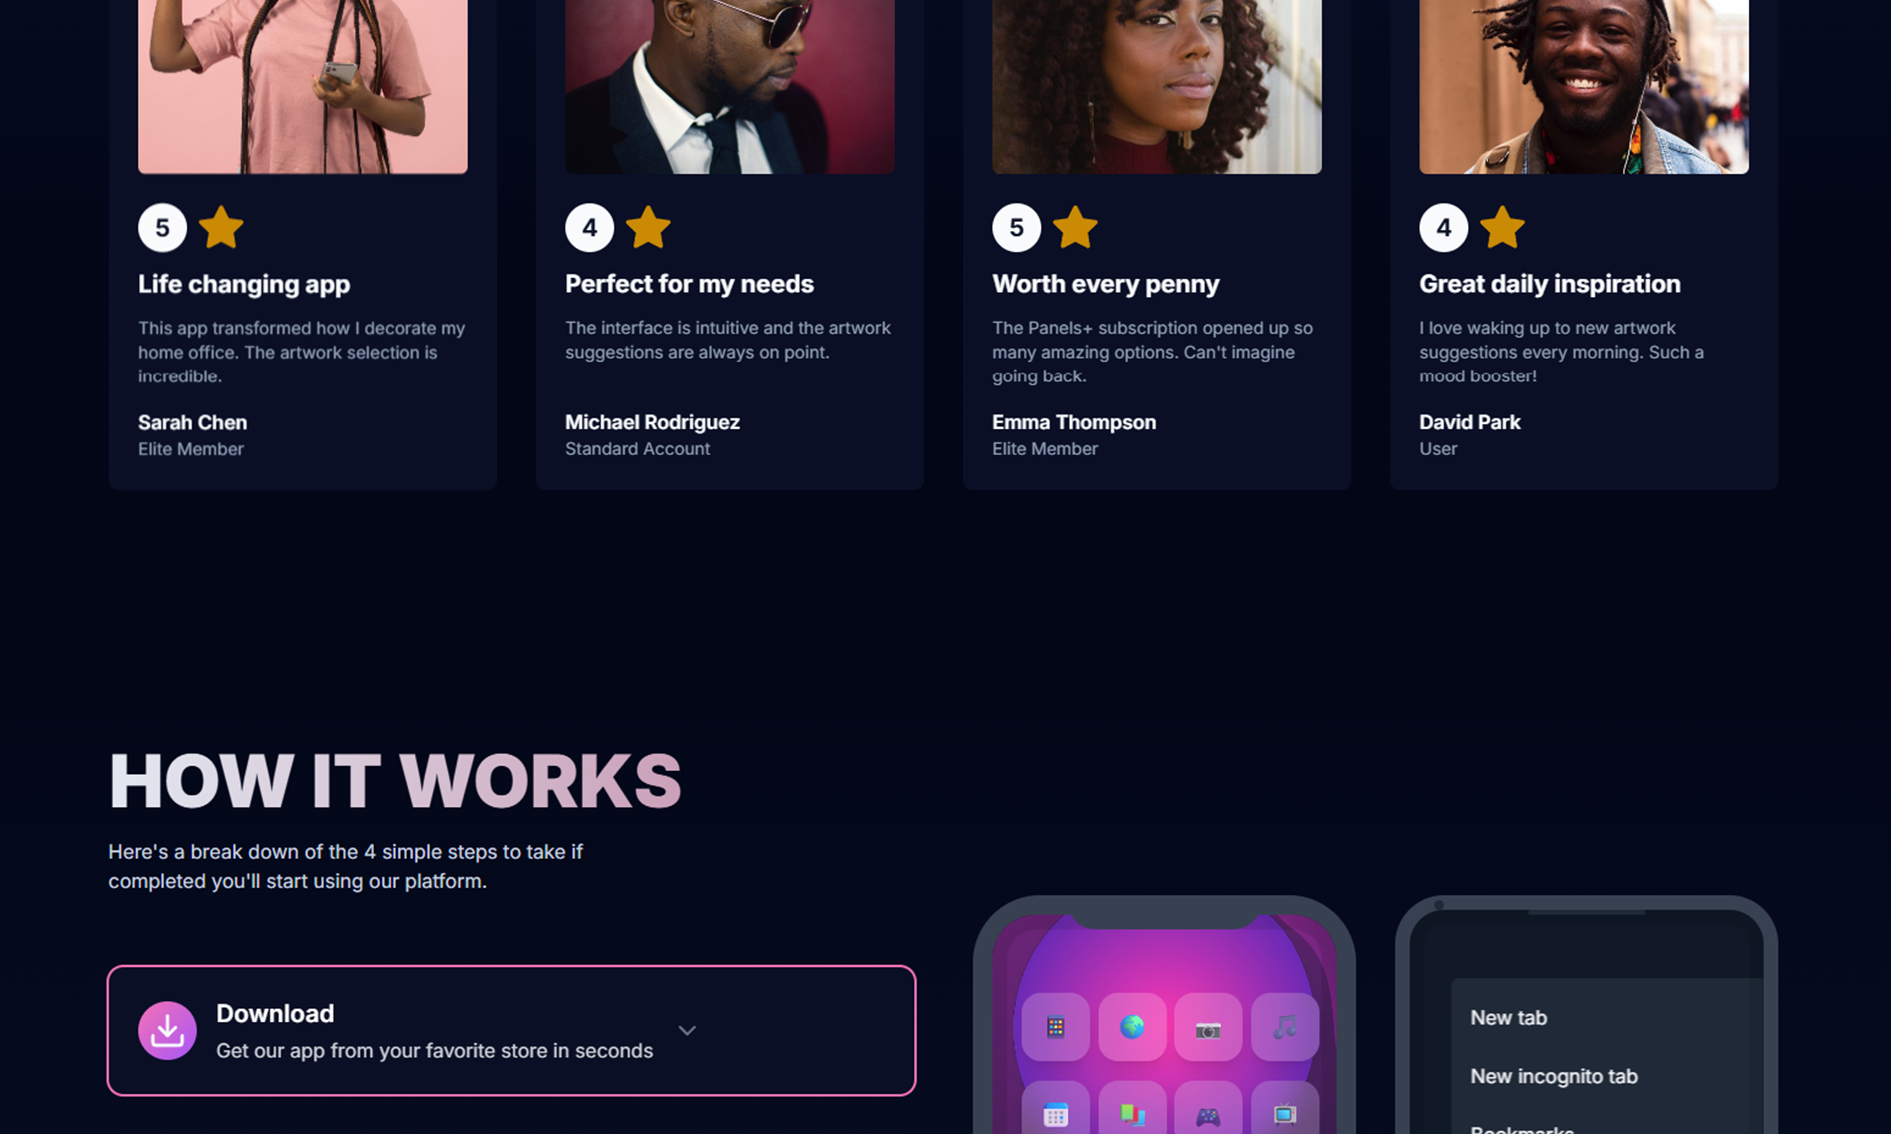 5
Life changing app
This app transformed how I decorate my
home office. The artwork selection is
incredible.
Sarah Chen
Elite Member
4
Perfect for my needs
The interface is intuitive and the artwork
suggestions are always on point.
Michael Rodriguez
Standard Account
5
Worth every penny
The Panels+ subscription opened up so
many amazing options. Can't imagine
going back.
Emma Thompson
Elite Member
4
Great daily inspiration
I love waking up to new artwork
suggestions every morning. Such a
mood booster!
David Park
User
HOW IT WORKS
Here's a break down of the 4 simple steps to take if
completed you'll start using our platform.
Download
Get our app from your favorite store in seconds
New tab
New incognito tab
Bookmarks